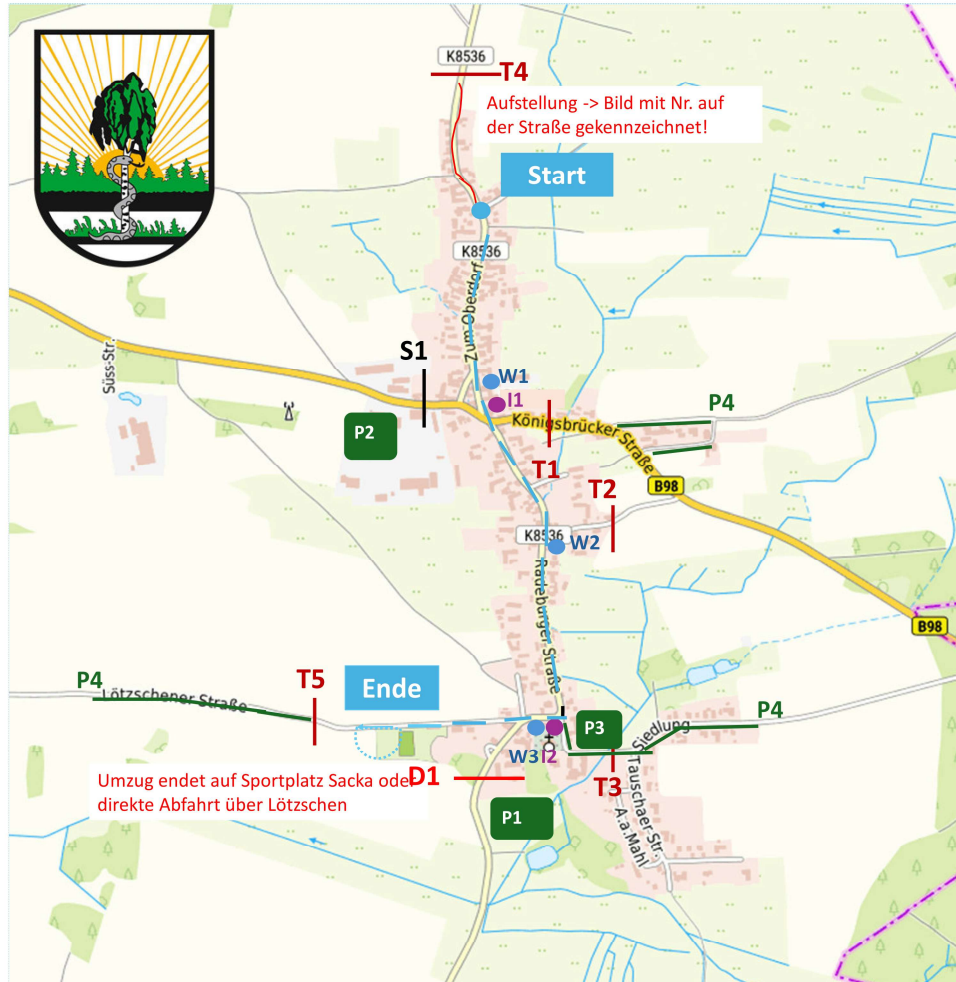 K8536
T4
Aufstellung -> Bild mit Nr. auf
der Straße gekennzeichnet!
Start
K8536
Zum Oberdorf
S1
Süss-Str.
W1
I1
P4
P2
Königsbrücker Straße
T1
T2
B98
K8536
W2
Radeburger Straße
B98
P4
T5
Ende
Lötzschener Straße
P3
Siedlung
P4
W3
I2
T3
Umzug endet auf Sportplatz Sacka oder
direkte Abfahrt über Lötzschen
D1
P1
Tauschaer Str.
A.a.Mahl